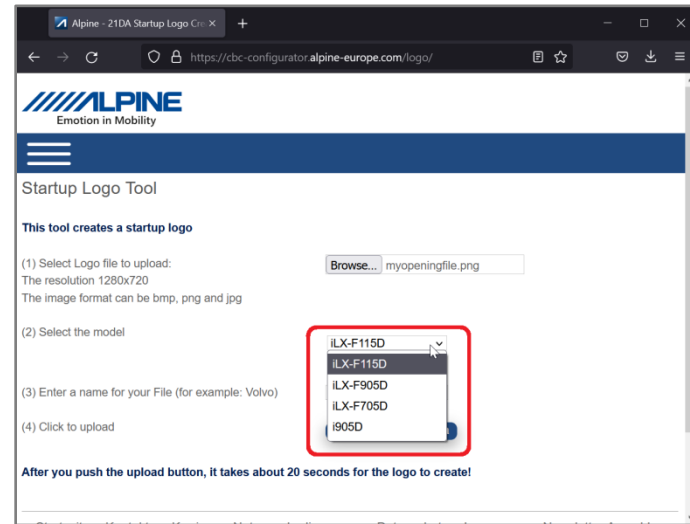 Alpine - 21DA Startup Logo Cre
https://cbc-configurator.alpine-europe.com/logo/
ALPINE
Emotion in Mobility
Startup Logo Tool
This tool creates a startup logo
(1) Select Logo file to upload:
Browse... myopeningfile.png
The resolution 1280x720
The image format can be bmp, png and jpg
(2) Select the model
iLX-F115D
iLX-F115D
iLX-F905D
(3) Enter a name for your File (for example: Volvo)
iLX-F705D
(4) Click to upload
i905D
After you push the upload button, it takes about 20 seconds for the logo to create!